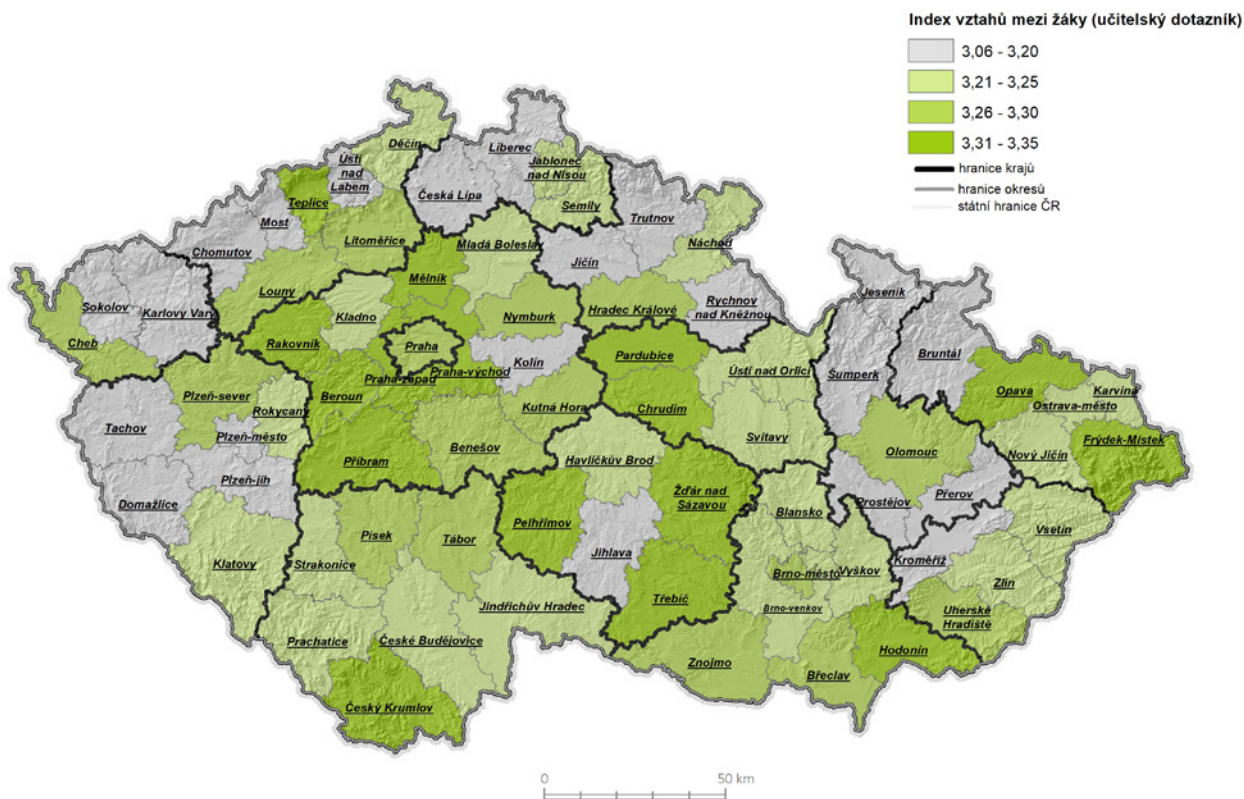 Index vztahů mezi žáky (učitelský dotazník)
3,06 - 3,20
3,21 - 3,25
3,26 - 3,30
3,31 - 3,35
hranice krajů
hranice okresů
státní hranice ČR
Děčín
Liberec
Ústí
nad
Labem
Jablonec
nad Nisou
Teplice
Česká Lípa
Semily
Most
Trutnov
Litoměřice
Mladá Boleslav
Náchod
Chomutov
Jičín
Mělník
Jeseník
Louny
Sokolov
Karlovy Vary
Kladno
Nymburk
Hradec Králové
Rychnov
nad Kněžnou
Cheb
Rakovník
Praha
Pardubice
Bruntál
Kolín
Praha-západ
Praha-východ
Ústí nad Orlicí
Šumperk
Beroun
Opava
Karviná
Ostrava-město
Plzeň-sever
Rokycany
Kutná Hora
Chrudim
Tachov
Plzeň-město
Benešov
Svitavy
Olomouc
Frýdek-Místek
Příbram
Havlíčkův Brod
Nový Jičín
Plzeň-jih
Domažlice
Žďár nad
Sázavou
Prostějov
Přerov
Blansko
Pelhřimov
Vsetín
Písek
Tábor
Jihlava
Klatovy
Strakonice
Kroměříž
Brno-město
Vyškov
Zlín
Třebíč
Jindřichův Hradec
Brno-venkov
Uherské
Hradiště
Prachatice
České Budějovice
Hodonín
Znojmo
Břeclav
Český Krumlov
0
50 km